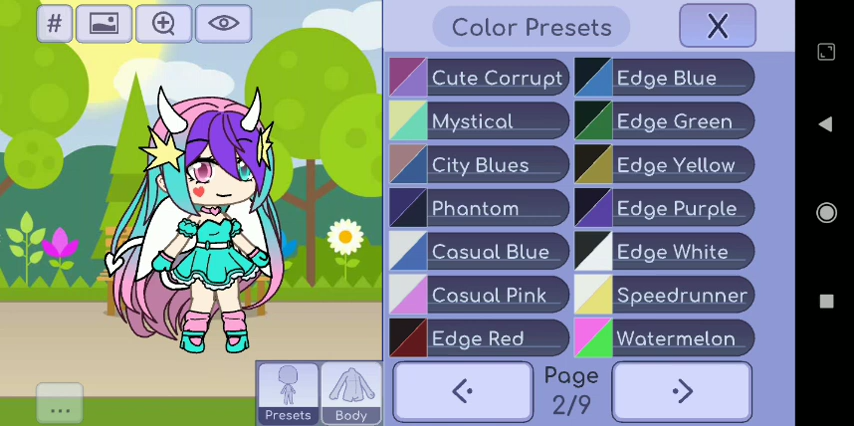 #
Color Presets
X
Cute Corrupt
Edge Blue
Mystical
Edge Green
City Blues
Edge Yellow
Phantom
Edge Purple
Casual Blue
Edge White
Casual Pink
Speedrunner
Edge Red
Watermelon
Presets
Body
Page
2/9
...